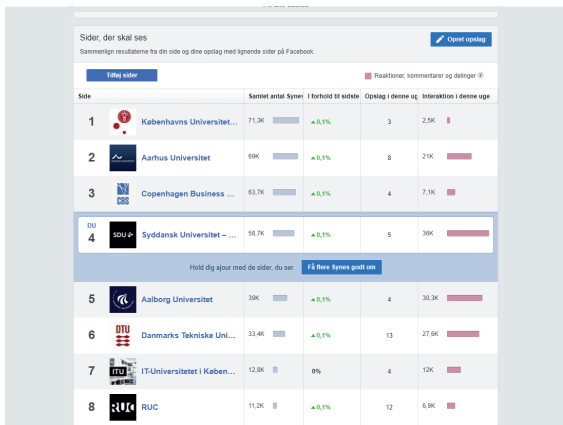 Sider, der skal ses
Opret opslag
Sammenlign resultaterne fra din side og dine opslag med lignende sider på Facebook.
Tilføj sider
Reaktioner, kommentarer og delinger
Side Samlet antal Synes I forhold til sidste Opslag i denne ug Interaktion i denne uge
1 Københavns Universitet... 71,3K 0,1% 3 2,5K
2 Aarhus Universitet 69K 0,1% 8 21K
3 CBS Copenhagen Business ... 63,7K 0,1% 4 7,1K
DU
4 SDU Syddansk Universitet – ... 58,7K 0,1% 5 36K
Hold dig ajour med de sider, du ser. Få flere Synes godt om
5 Aalborg Universitet 39K 0,1% 4 30,3K
6 DTU Danmarks Tekniske Uni... 33,4K 0,1% 13 27,6K
7 ITU IT-Universitetet i Køben... 12,8K 0% 4 12K
8 RUC RUC 11,2K 0,1% 12 6,9K